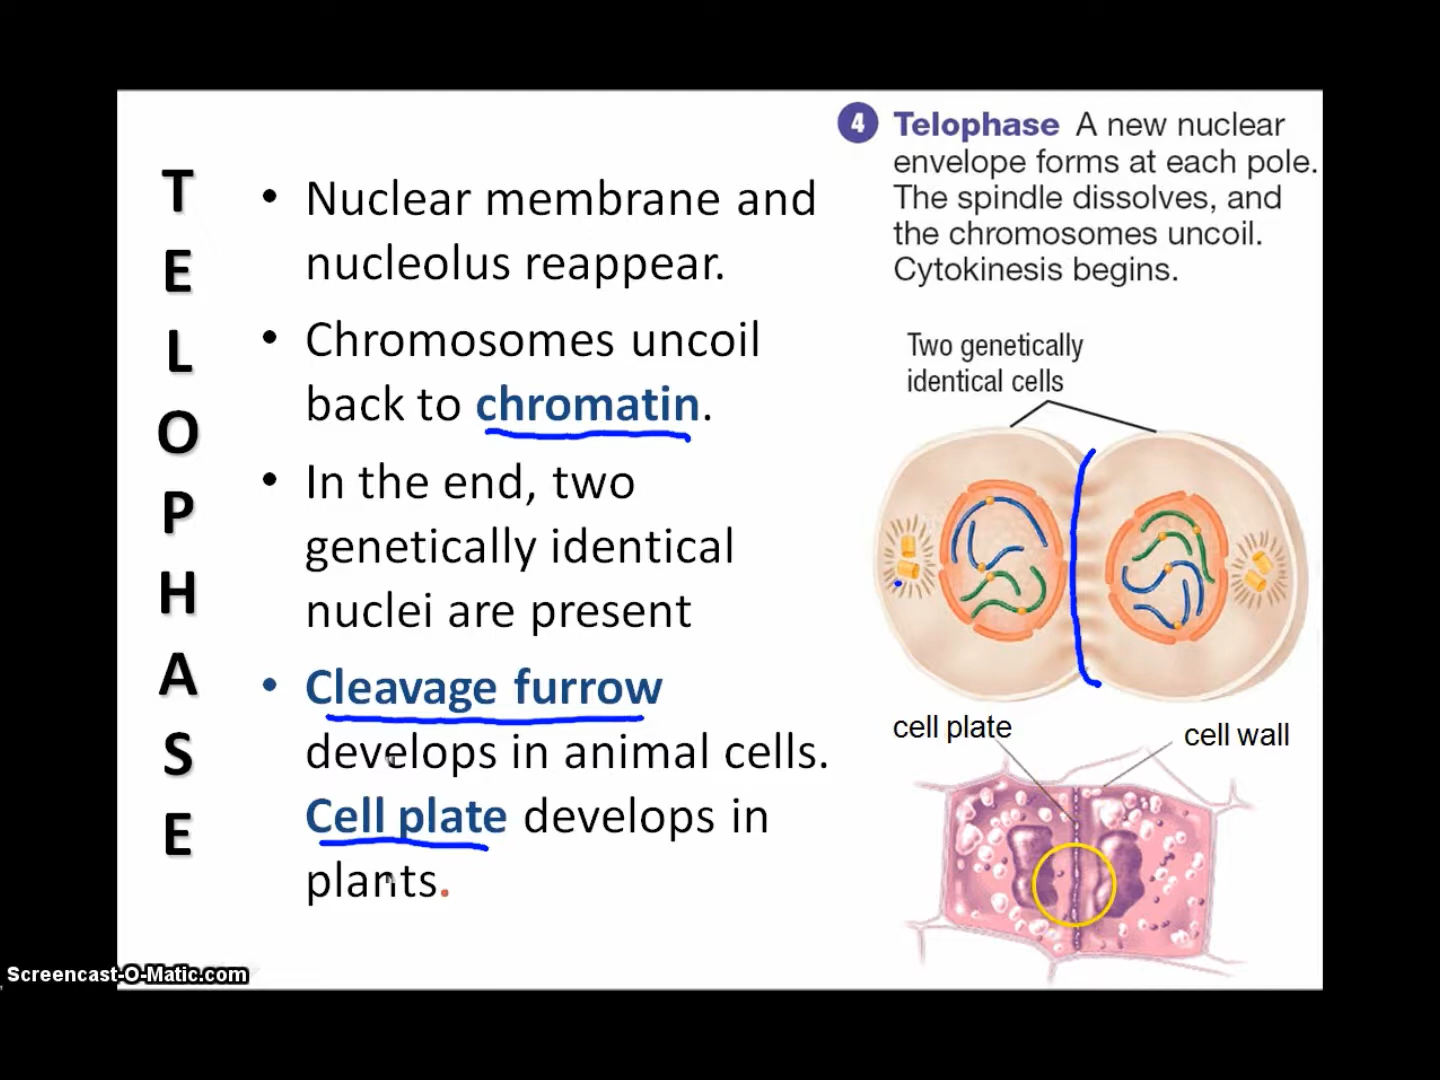 T
E
L
O
P
H
A
S
E
• Nuclear membrane and
nucleolus reappear.
• Chromosomes uncoil
back to chromatin.
• In the end, two
genetically identical
nuclei are present
• Cleavage furrow
develops in animal cells.
Cell plate develops in
plants.
4 Telophase A new nuclear
envelope forms at each pole.
The spindle dissolves, and
the chromosomes uncoil.
Cytokinesis begins.
Two genetically
identical cells
cell plate
cell wall
Screencast-O-Matic.com